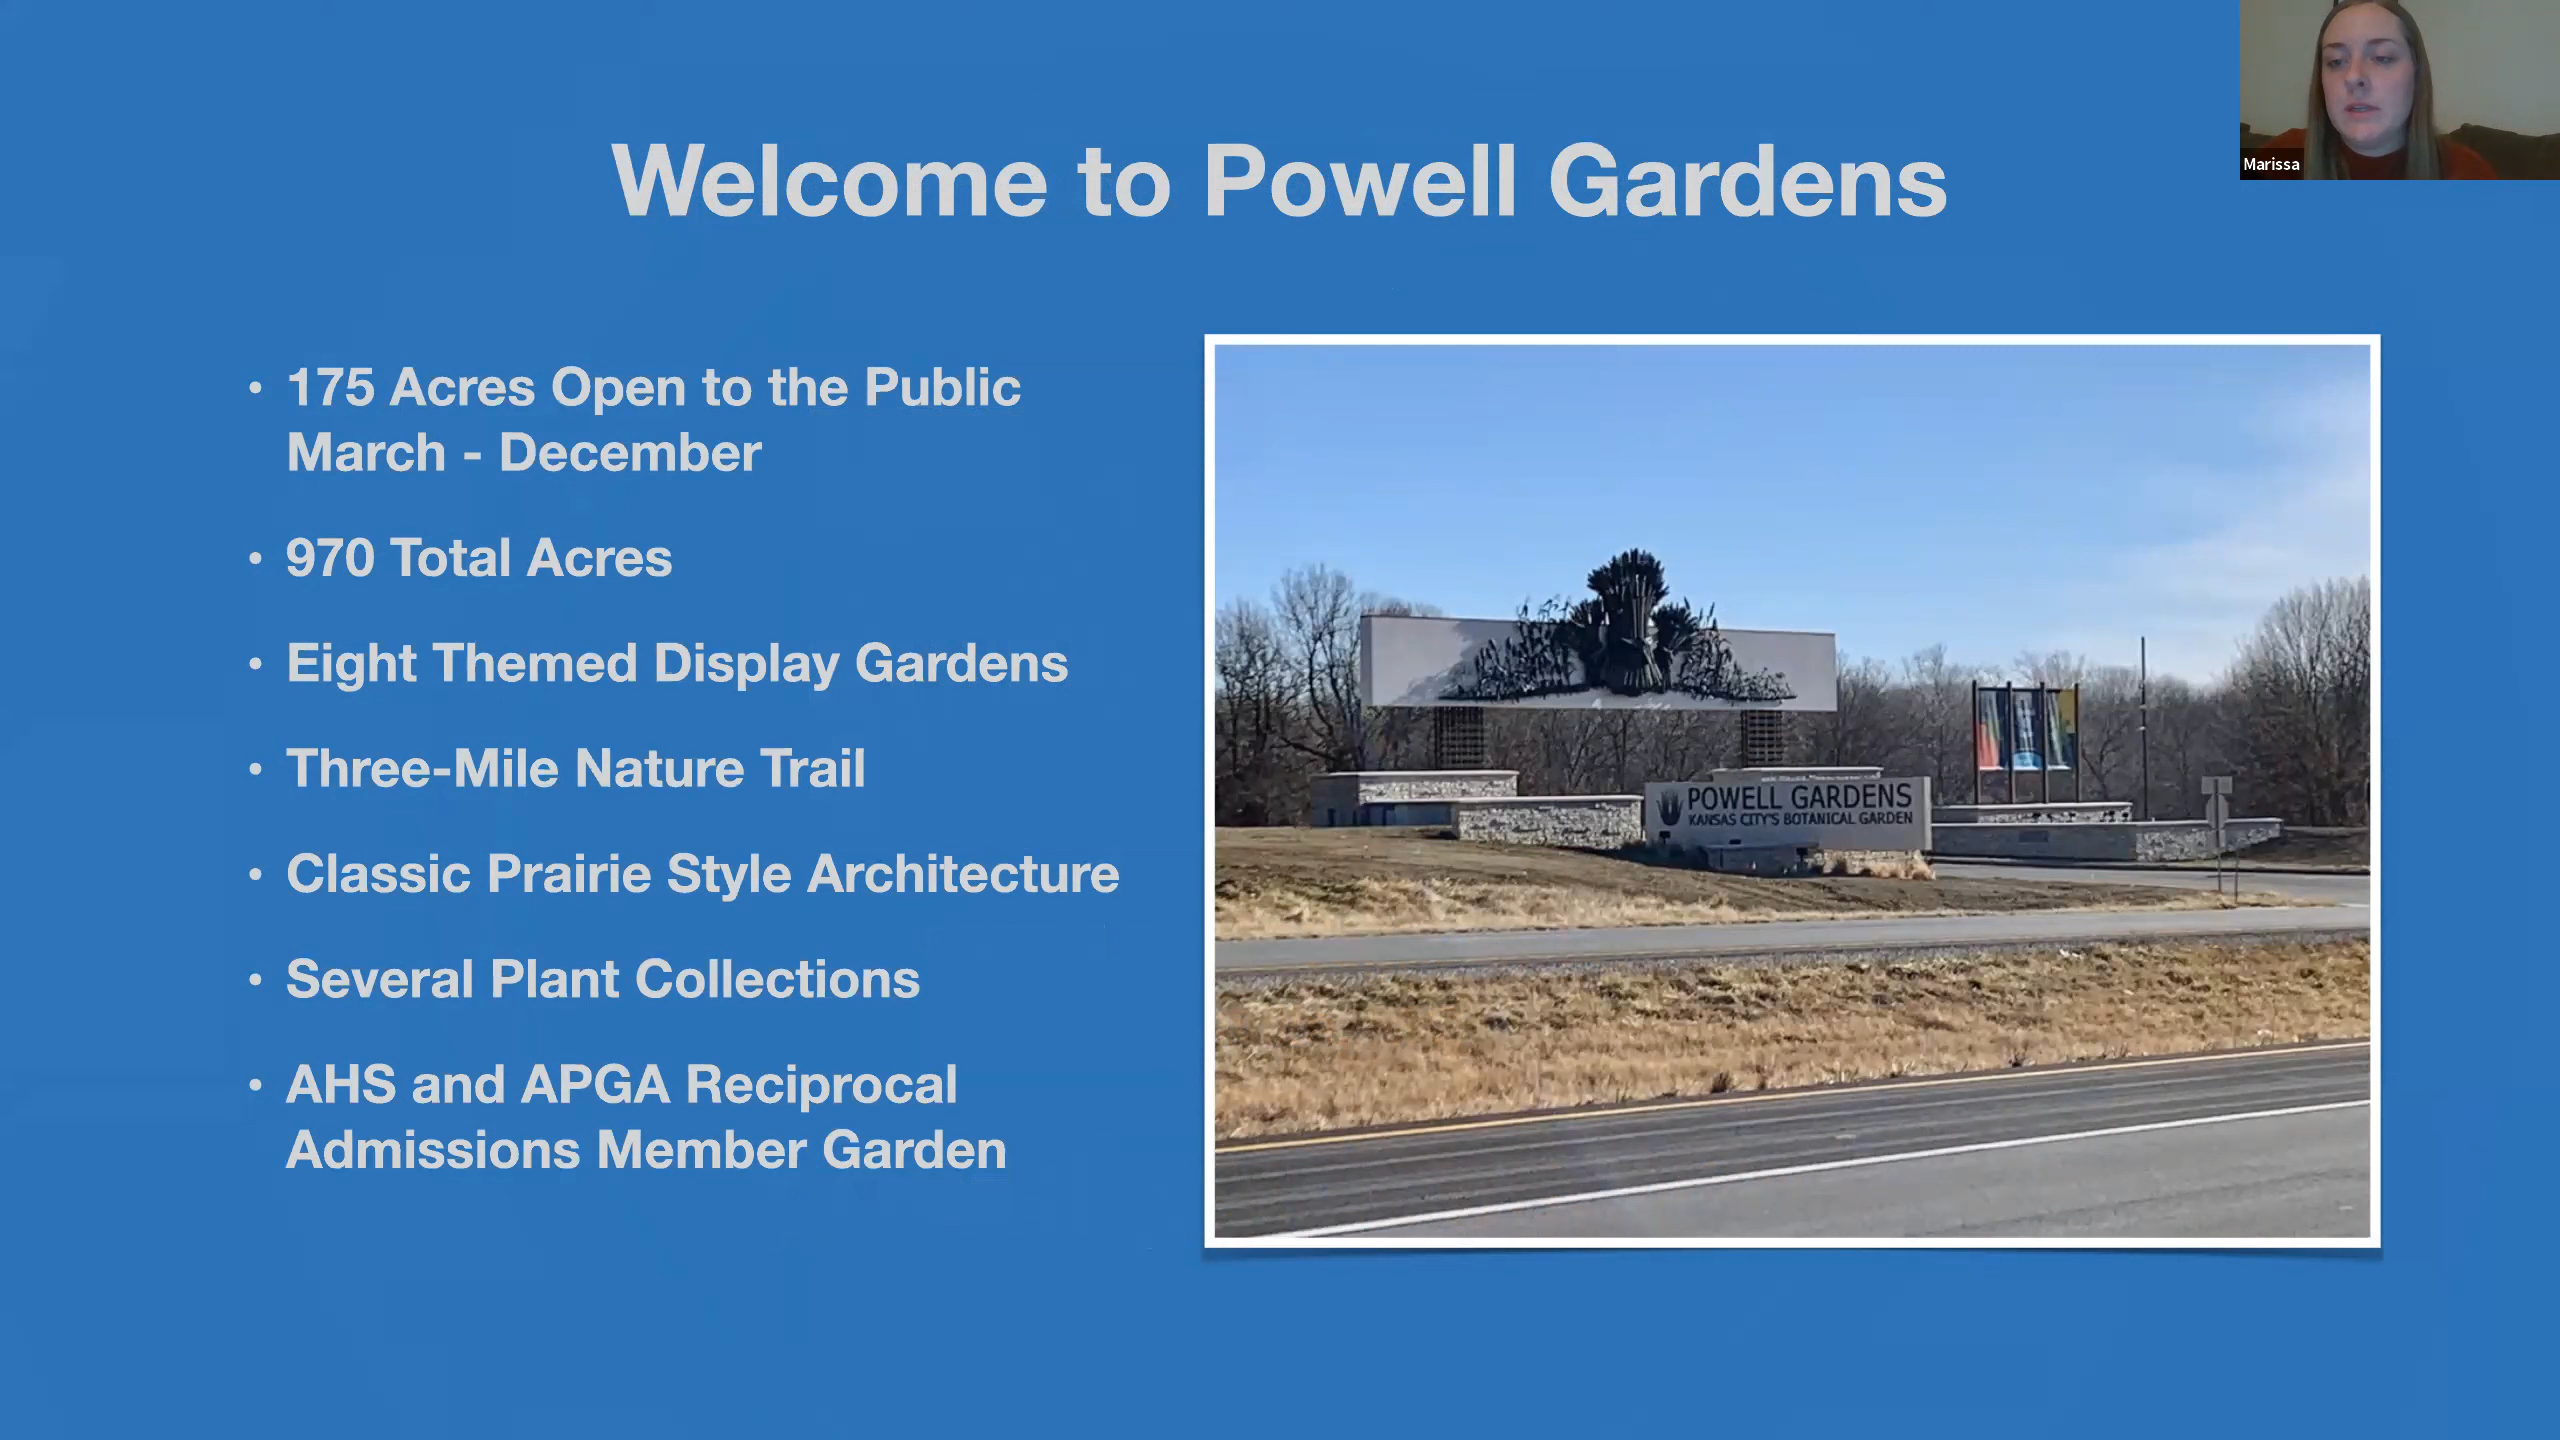 Welcome to Powell Gardens
Marissa
• 175 Acres Open to the Public
March - December
• 970 Total Acres
• Eight Themed Display Gardens
• Three-Mile Nature Trail
• Classic Prairie Style Architecture
• Several Plant Collections
• AHS and APGA Reciprocal
Admissions Member Garden
POWELL GARDENS
KANSAS CITY'S BOTANICAL GARDEN